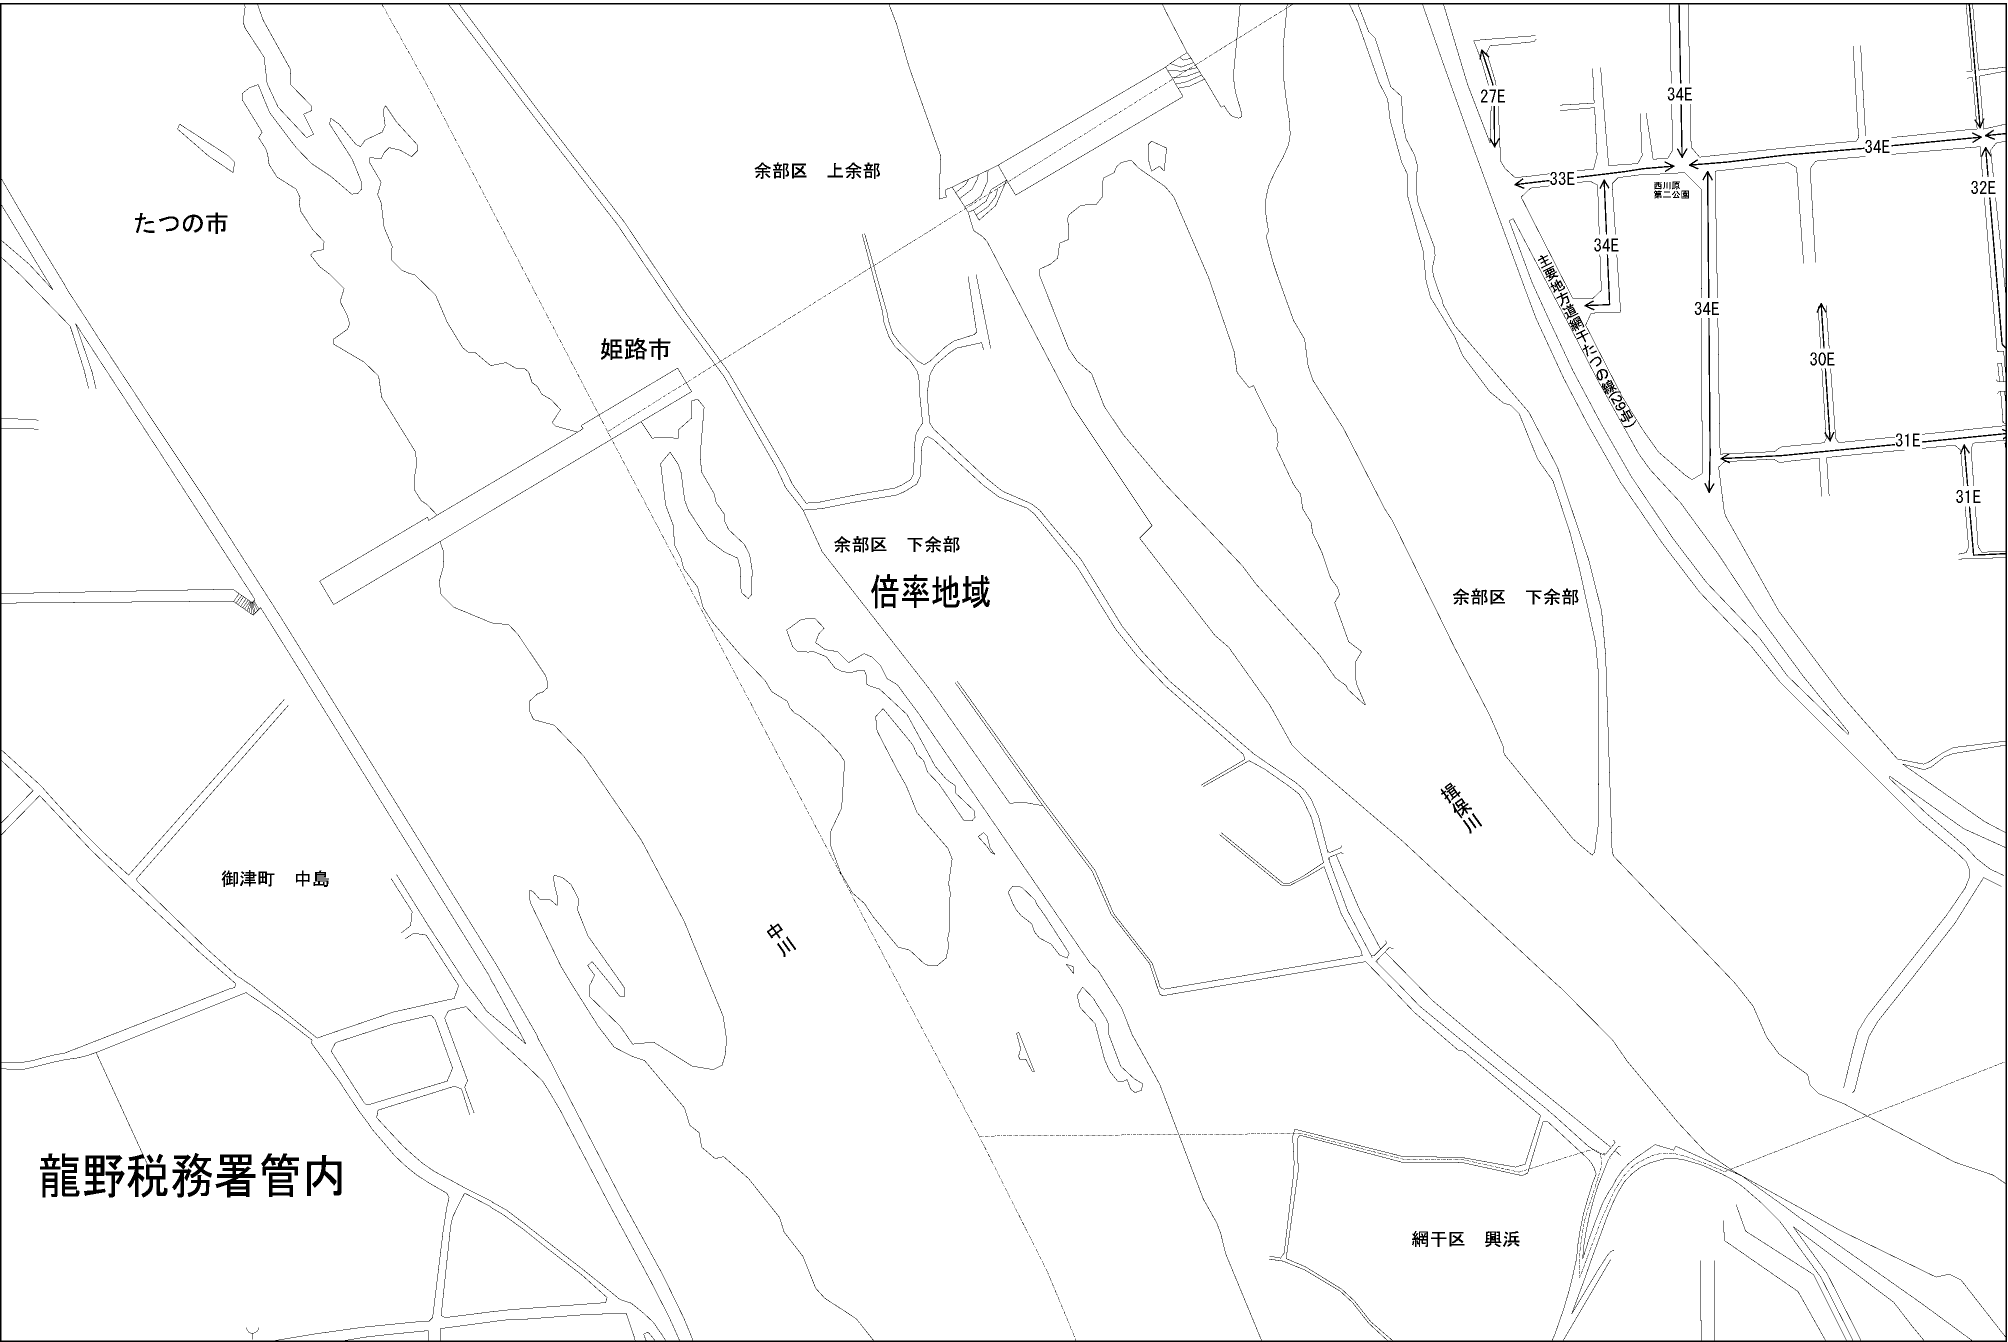 27E
34E
34E
33E
西川原
第二公園
32E
余部区　上余部
たつの市
34E
主要地方道網干たつの線(29号)
34E
姫路市
30E
31E
31E
余部区　下余部
倍率地域
余部区　下余部
揖保川
御津町　中島
中川
龍野税務署管内
網干区　興浜